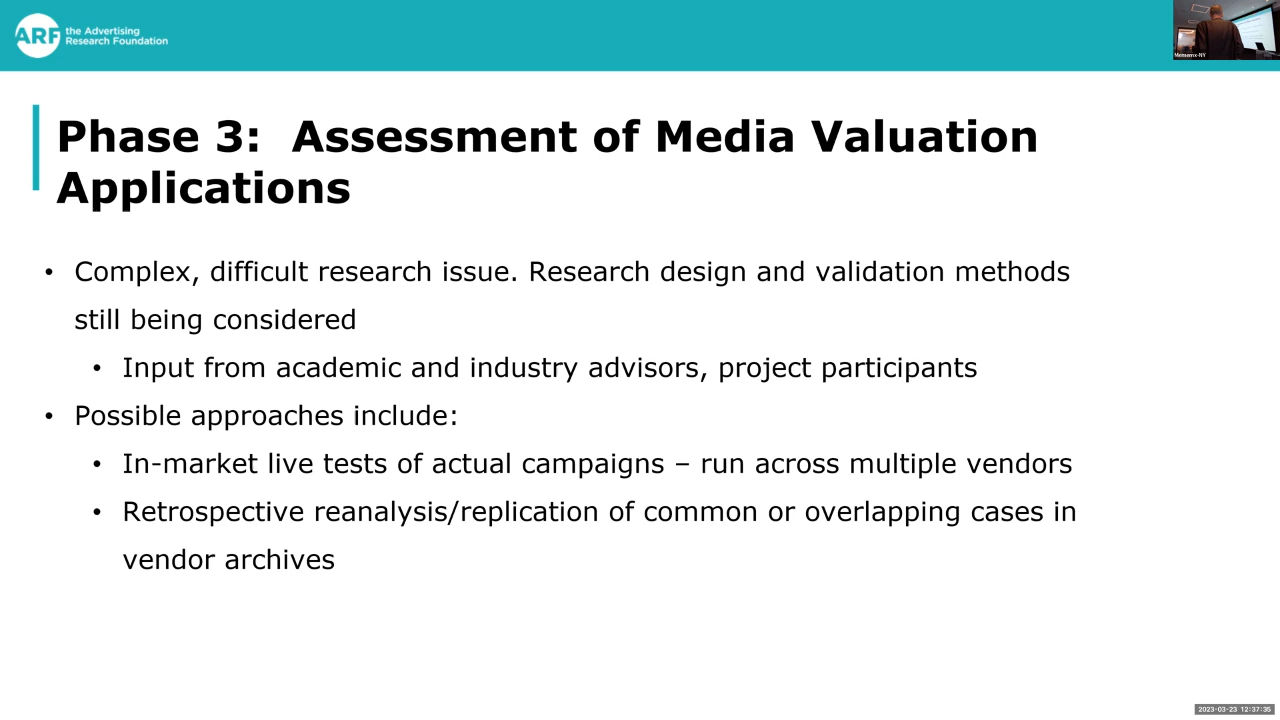 ARF the Advertising
Research Foundation
Phase 3: Assessment of Media Valuation
Applications
• Complex, difficult research issue. Research design and validation methods
still being considered
• Input from academic and industry advisors, project participants
• Possible approaches include:
• In-market live tests of actual campaigns – run across multiple vendors
• Retrospective reanalysis/replication of common or overlapping cases in
vendor archives
2023-03-23 12:37:35